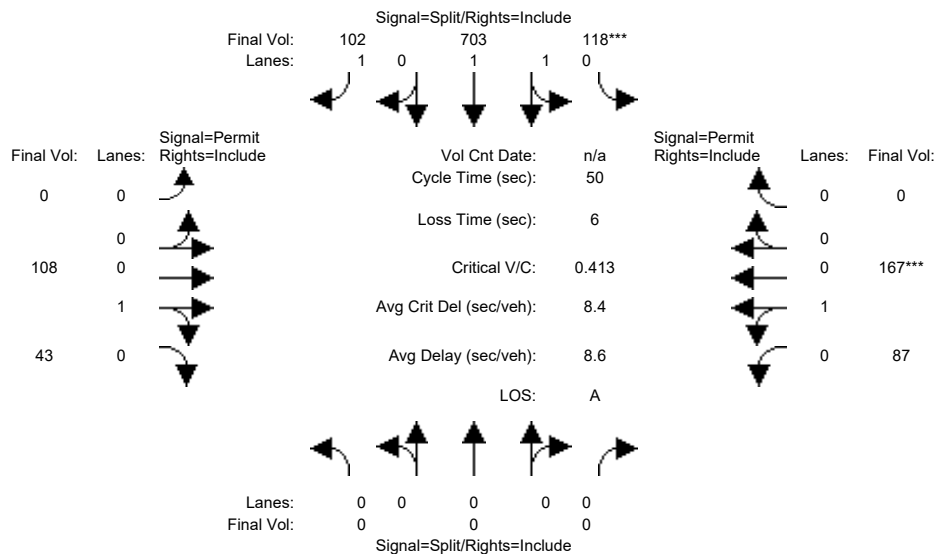 Signal=Split/Rights=Include
Final Vol: 102 703 118***
Lanes: 1 0 1 1 0
Signal=Permit
Final Vol: Lanes: Rights=Include
Vol Cnt Date: n/a
Signal=Permit
Rights=Include Lanes: Final Vol:
Cycle Time (sec): 50
0 0
0 0
Loss Time (sec): 6
0
0
108 0
Critical V/C: 0.413
0 167***
1
Avg Crit Del (sec/veh): 8.4
1
43 0
Avg Delay (sec/veh): 8.6
0 87
LOS: A
Lanes: 0 0 0 0 0
Final Vol: 0 0 0
Signal=Split/Rights=Include